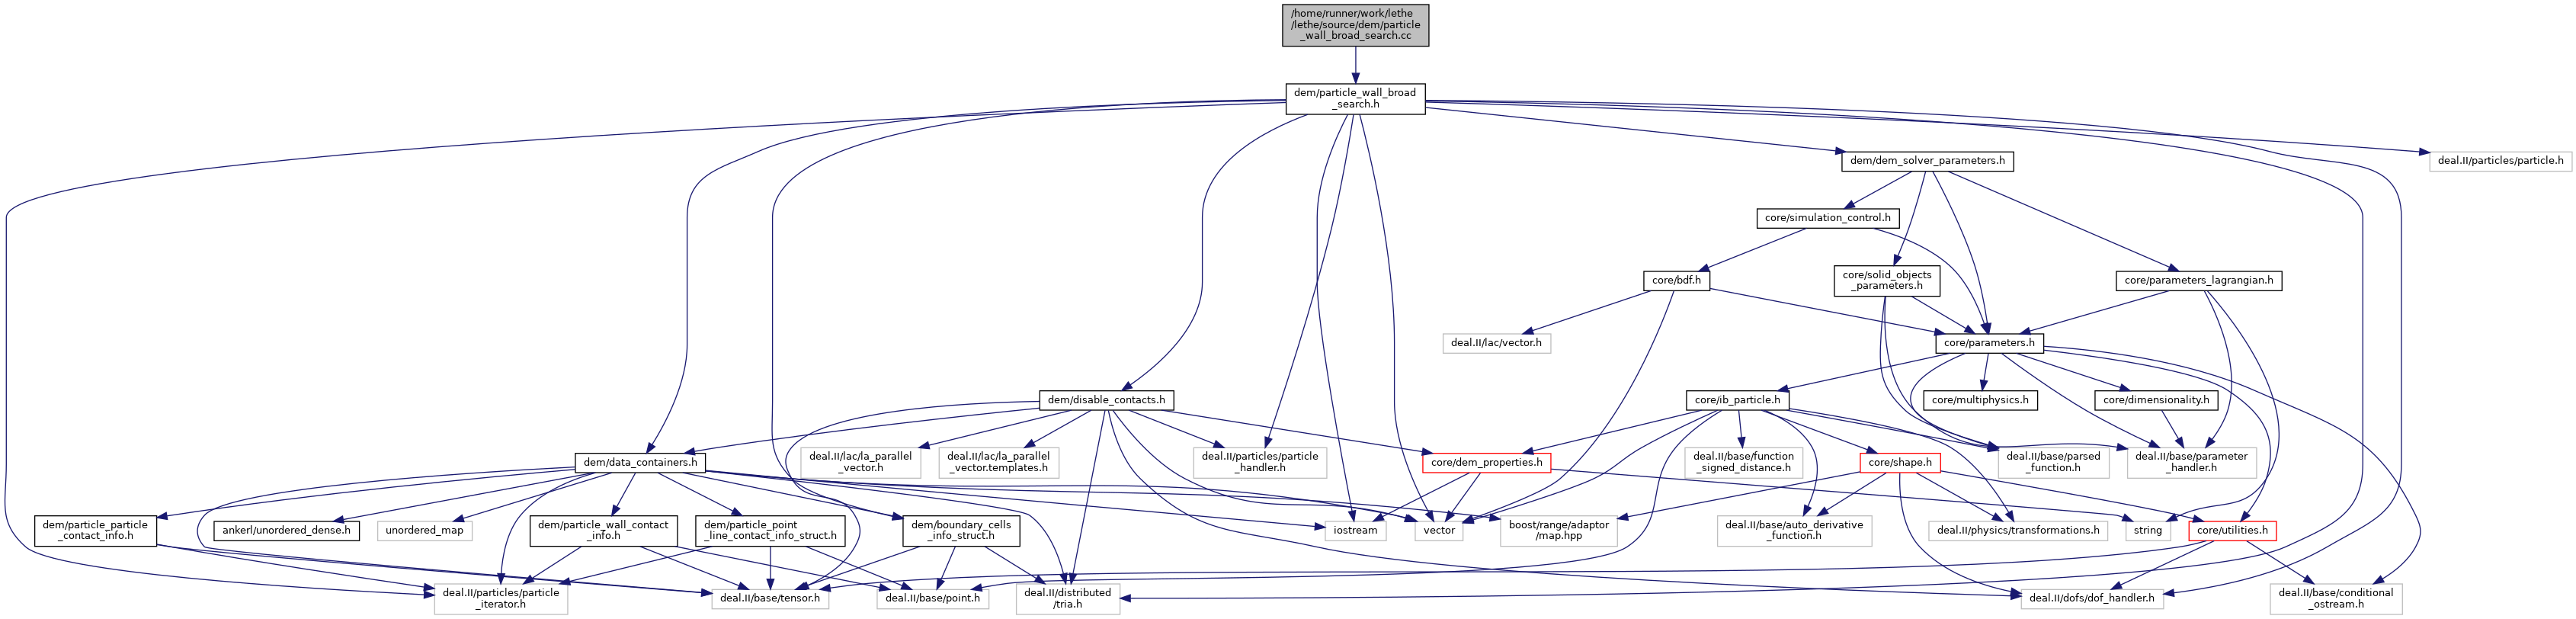 /home/runner/work/lethe
/lethe/source/dem/particle
_wall_broad_search.cc
dem/particle_wall_broad
_search.h
dem/dem_solver_parameters.h
deal.II/particles/particle.h
core/simulation_control.h
core/bdf.h
core/solid_objects
_parameters.h
core/parameters_lagrangian.h
deal.II/lac/vector.h
core/parameters.h
dem/disable_contacts.h
core/ib_particle.h
core/multiphysics.h
core/dimensionality.h
dem/data_containers.h
deal.II/lac/la_parallel
_vector.h
deal.II/lac/la_parallel
_vector.templates.h
deal.II/particles/particle
_handler.h
core/dem_properties.h
deal.II/base/function
_signed_distance.h
core/shape.h
deal.II/base/parsed
_function.h
deal.II/base/parameter
_handler.h
dem/particle_particle
_contact_info.h
ankerl/unordered_dense.h
unordered_map
dem/particle_wall_contact
_info.h
dem/particle_point
_line_contact_info_struct.h
dem/boundary_cells
_info_struct.h
iostream
vector
boost/range/adaptor
/map.hpp
deal.II/base/auto_derivative
_function.h
deal.II/physics/transformations.h
string
core/utilities.h
deal.II/particles/particle
_iterator.h
deal.II/base/tensor.h
deal.II/base/point.h
deal.II/distributed
/tria.h
deal.II/dofs/dof_handler.h
deal.II/base/conditional
_ostream.h